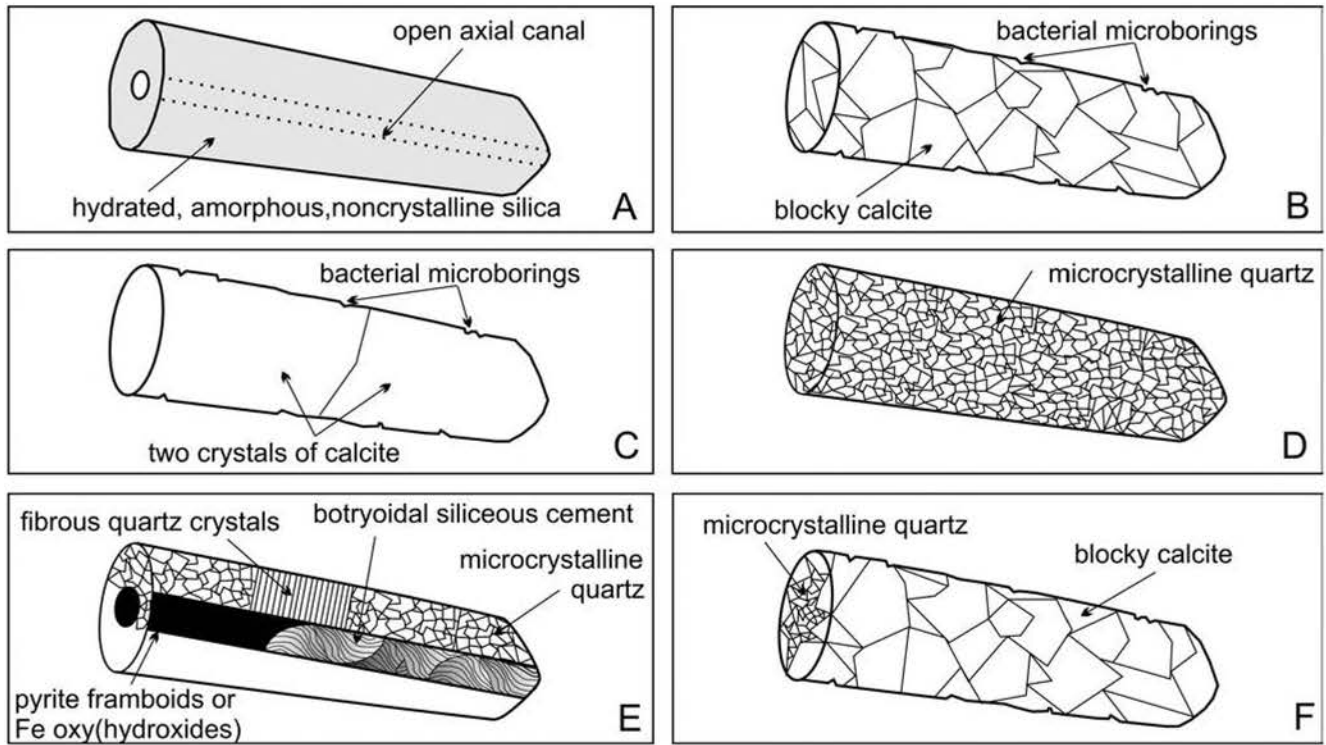 open axial canal
hydrated, amorphous,noncrystalline silica
A
bacterial microborings
blocky calcite
B
bacterial microborings
two crystals of calcite
C
microcrystalline quartz
D
fibrous quartz crystals
botryoidal siliceous cement
microcrystalline
quartz
pyrite framboids or
Fe oxy(hydroxides)
E
microcrystalline quartz
blocky calcite
F